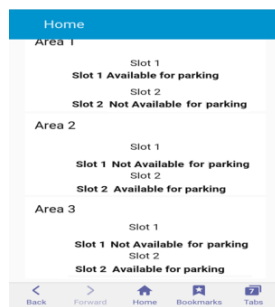 Home
Area 1
Slot 1
Slot 1 Available for parking
Slot 2
Slot 2 Not Available for parking
Area 2
Slot 1
Slot 1 Not Available for parking
Slot 2
Slot 2 Available for parking
Area 3
Slot 1
Slot 1 Not Available for parking
Slot 2
Slot 2 Available for parking
7
Back Forward Home Bookmarks Tabs